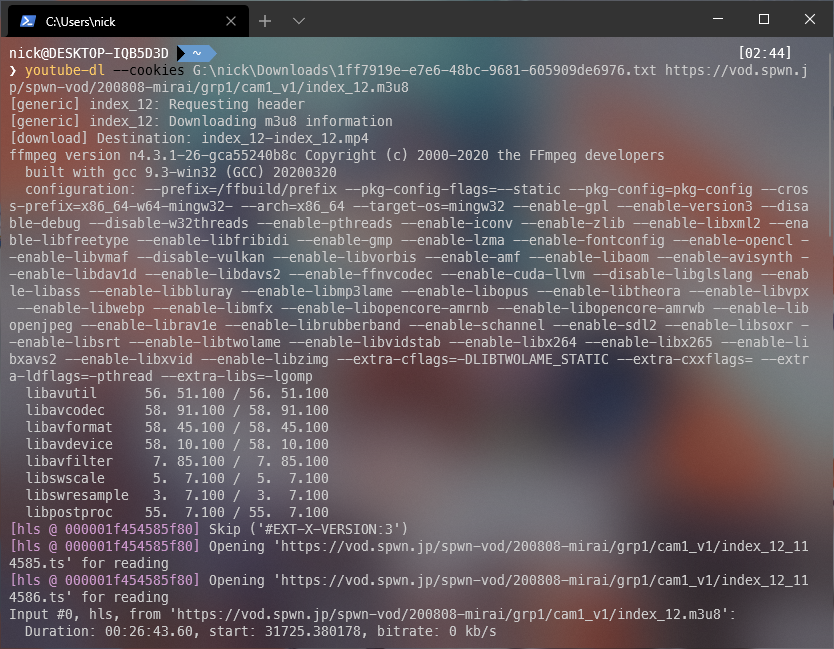 C:\Users\nick
nick@DESKTOP-IQB5D3D ~ [02:44]
❯ youtube-dl --cookies G:\nick\Downloads\1ff7919e-e7e6-48bc-9681-605909de6976.txt https://vod.spwn.j
p/spwn-vod/200808-mirai/grp1/cam1_v1/index_12.m3u8
[generic] index_12: Requesting header
[generic] index_12: Downloading m3u8 information
[download] Destination: index_12-index_12.mp4
ffmpeg version n4.3.1-26-gca55240b8c Copyright (c) 2000-2020 the FFmpeg developers
  built with gcc 9.3-win32 (GCC) 20200320
  configuration: --prefix=/ffbuild/prefix --pkg-config-flags=--static --pkg-config=pkg-config --cros
s-prefix=x86_64-w64-mingw32- --arch=x86_64 --target-os=mingw32 --enable-gpl --enable-version3 --disa
ble-debug --disable-w32threads --enable-pthreads --enable-iconv --enable-zlib --enable-libxml2 --ena
ble-libfreetype --enable-libfribidi --enable-gmp --enable-lzma --enable-fontconfig --enable-opencl -
-enable-libvmaf --disable-vulkan --enable-libvorbis --enable-amf --enable-libaom --enable-avisynth -
-enable-libdav1d --enable-libdavs2 --enable-ffnvcodec --enable-cuda-llvm --disable-libglslang --enab
le-libass --enable-libbluray --enable-libmp3lame --enable-libopus --enable-libtheora --enable-libvpx
 --enable-libwebp --enable-libmfx --enable-libopencore-amrnb --enable-libopencore-amrwb --enable-lib
openjpeg --enable-librav1e --enable-librubberband --enable-schannel --enable-sdl2 --enable-libsoxr -
-enable-libsrt --enable-libtwolame --enable-libvidstab --enable-libx264 --enable-libx265 --enable-li
bxavs2 --enable-libxvid --enable-libzimg --extra-cflags=-DLIBTWOLAME_STATIC --extra-cxxflags= --extr
a-ldflags=-pthread --extra-libs=-lgomp
  libavutil      56. 51.100 / 56. 51.100
  libavcodec     58. 91.100 / 58. 91.100
  libavformat    58. 45.100 / 58. 45.100
  libavdevice    58. 10.100 / 58. 10.100
  libavfilter     7. 85.100 /  7. 85.100
  libswscale      5.  7.100 /  5.  7.100
  libswresample   3.  7.100 /  3.  7.100
  libpostproc    55.  7.100 / 55.  7.100
[hls @ 000001f454585f80] Skip ('#EXT-X-VERSION:3')
[hls @ 000001f454585f80] Opening 'https://vod.spwn.jp/spwn-vod/200808-mirai/grp1/cam1_v1/index_12_11
4585.ts' for reading
[hls @ 000001f454585f80] Opening 'https://vod.spwn.jp/spwn-vod/200808-mirai/grp1/cam1_v1/index_12_11
4586.ts' for reading
Input #0, hls, from 'https://vod.spwn.jp/spwn-vod/200808-mirai/grp1/cam1_v1/index_12.m3u8':
  Duration: 00:26:43.60, start: 31725.380178, bitrate: 0 kb/s